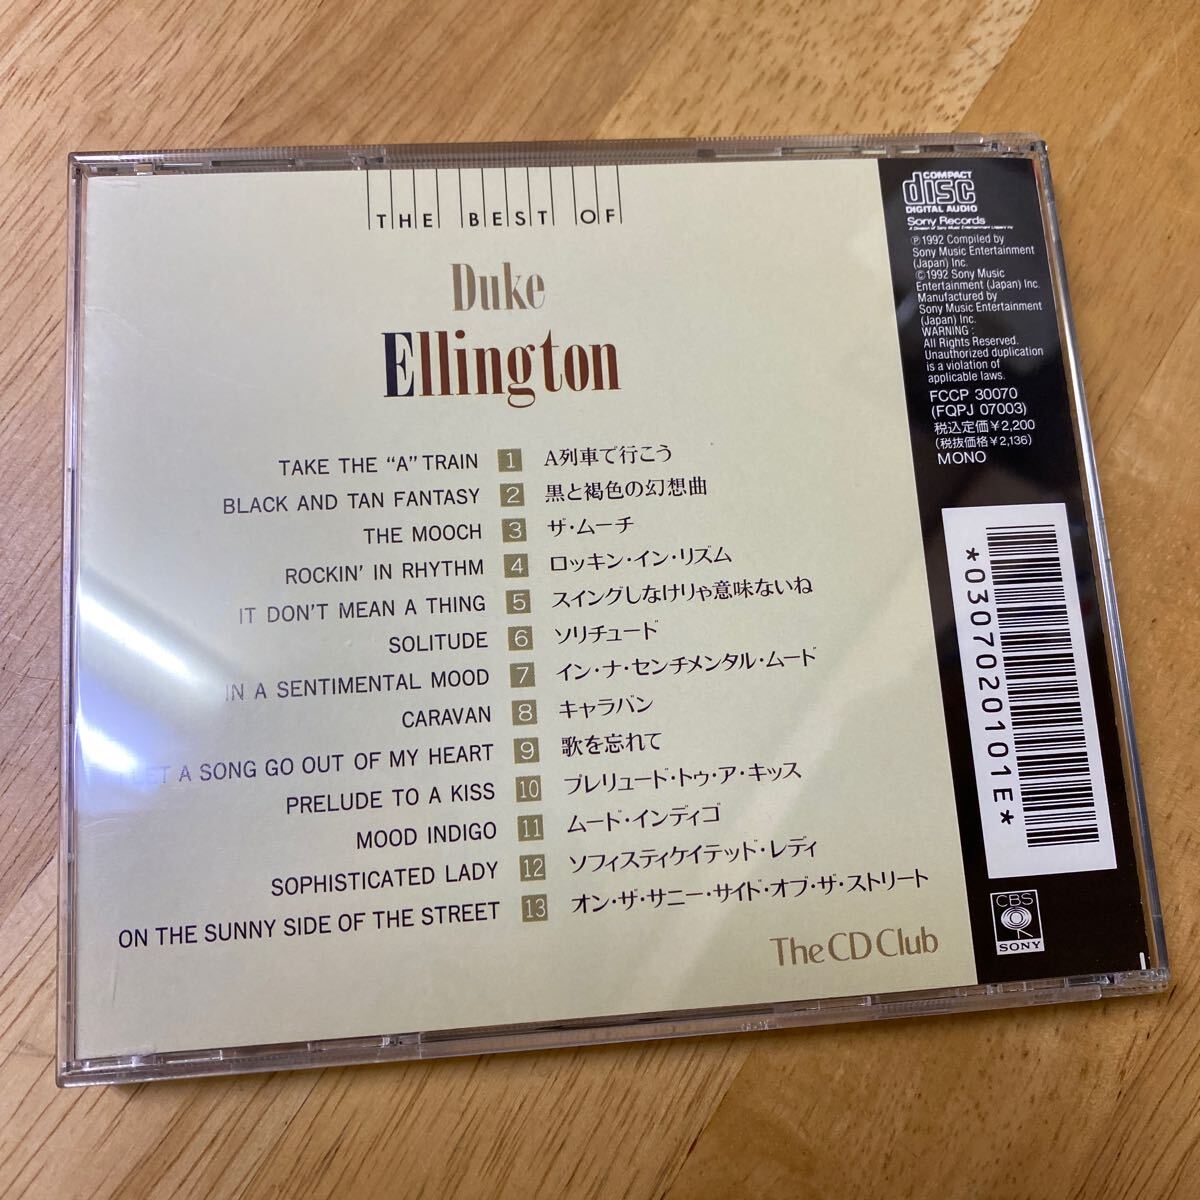 THE BEST OF
Duke
Ellington
TAKE THE "A" TRAIN 1 A列車で行こう
BLACK AND TAN FANTASY 2 黒と褐色の幻想曲
THE MOOCH 3 ザ・ムーチ
ROCKIN' IN RHYTHM 4 ロッキン・イン・リズム
IT DON'T MEAN A THING 5 スイングしなけりゃ意味ないね
SOLITUDE 6 ソリチュード
IN A SENTIMENTAL MOOD 7 イン・ナ・センチメンタル・ムード
CARAVAN 8 キャラバン
LET A SONG GO OUT OF MY HEART 9 歌を忘れて
PRELUDE TO A KISS 10 プレリュード・トゥ・ア・キッス
MOOD INDIGO 11 ムード・インディゴ
SOPHISTICATED LADY 12 ソフィスティケイテッド・レディ
ON THE SUNNY SIDE OF THE STREET 13 オン・ザ・サニー・サイド・オブ・ザ・ストリート
The CD Club
COMPACT
disc
DIGITAL AUDIO
Sony Records
A Division of Sony Music Entertainment (Japan) Inc.
Ⓟ1992 Compiled by
Sony Music Entertainment
(Japan) Inc.
©1992 Sony Music
Entertainment (Japan) Inc.
Manufactured by
Sony Music Entertainment
(Japan) Inc.
WARNING :
All Rights Reserved.
Unauthorized duplication
is a violation of
applicable laws.
FCCP 30070
(FQPJ 07003)
税込定価¥2,200
(税抜価格¥2,136)
MONO
*0307020101E*
CBS
SONY